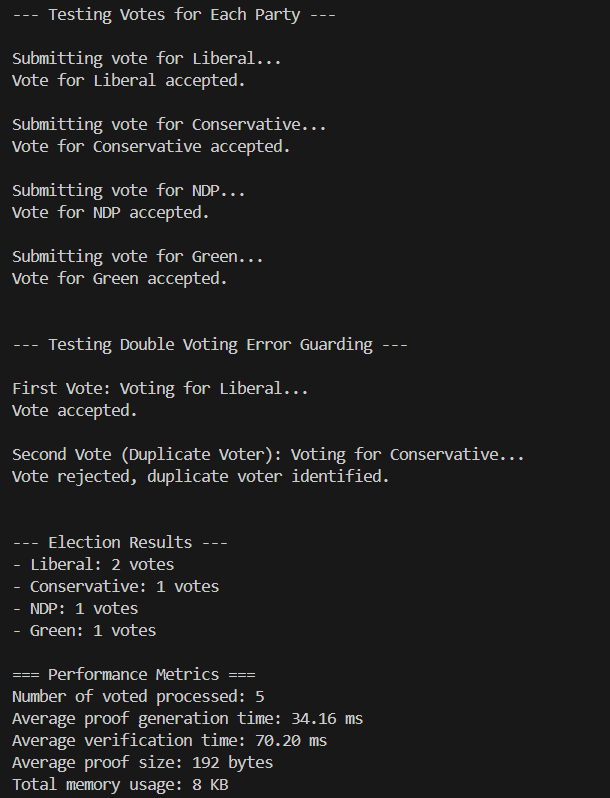 --- Testing Votes for Each Party ---
Submitting vote for Liberal...
Vote for Liberal accepted.
Submitting vote for Conservative...
Vote for Conservative accepted.
Submitting vote for NDP...
Vote for NDP accepted.
Submitting vote for Green...
Vote for Green accepted.
--- Testing Double Voting Error Guarding ---
First Vote: Voting for Liberal...
Vote accepted.
Second Vote (Duplicate Voter): Voting for Conservative...
Vote rejected, duplicate voter identified.
--- Election Results ---
- Liberal: 2 votes
- Conservative: 1 votes
- NDP: 1 votes
- Green: 1 votes
=== Performance Metrics ===
Number of voted processed: 5
Average proof generation time: 34.16 ms
Average verification time: 70.20 ms
Average proof size: 192 bytes
Total memory usage: 8 KB